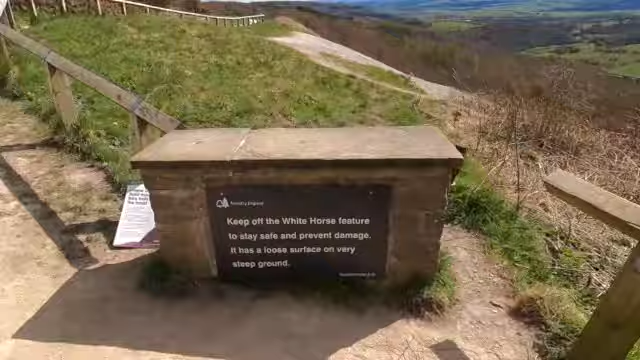 Forestry England
Keep off the White Horse feature
to stay safe and prevent damage.
It has a loose surface on very
steep ground.